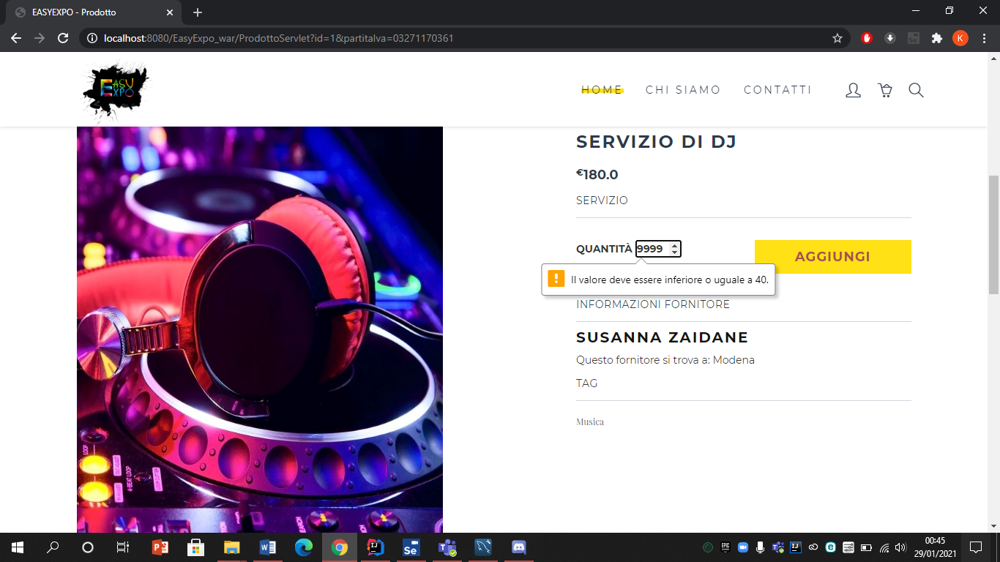 EASYEXPO - Prodotto
localhost:8080/EasyExpo_war/ProdottoServlet?id=1&partitaIva=03271170361
K
EASY
EXPO
HOME CHI SIAMO CONTATTI
SERVIZIO DI DJ
€180.0
SERVIZIO
QUANTITÀ 9999
AGGIUNGI
Il valore deve essere inferiore o uguale a 40.
INFORMAZIONI FORNITORE
SUSANNA ZAIDANE
Questo fornitore si trova a: Modena
TAG
Musica
LOOP
4-BEAT LOOP
Se
00:45
29/01/2021